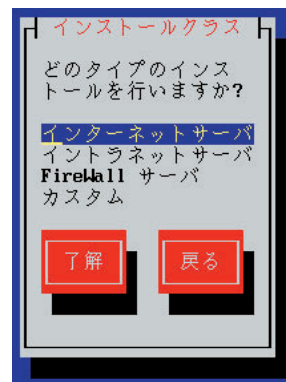 インストールクラス
どのタイプのインス
トールを行いますか?
インターネットサーバ
イントラネットサーバ
FireWall サーバ
カスタム
了解 戻る